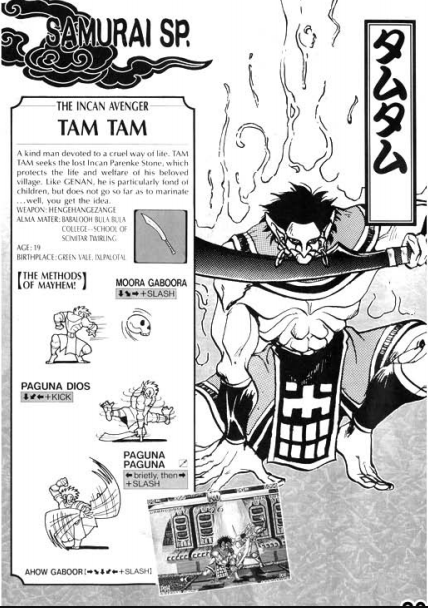 SAMURAI SP.
タムタム
THE INCAN AVENGER
TAM TAM
A kind man devoted to a cruel way of life. TAM
TAM seeks the lost Incan Parenke Stone, which
protects the life and welfare of his beloved
village. Like GENAN, he is particularly fond of
children, but does not go so far as to marinate
...well, you get the idea.
WEAPON: HENGEHANGEZANGE
ALMA MATER: BABALOOH BULA BULA
COLLEGE--SCHOOL OF
SCIMITAR TWIRLING
AGE: 19
BIRTHPLACE: GREEN VALE,
【THE METHODS
OF MAYHEM!】
MOORA GABOORA
⬇⬊➡+SLASH
PAGUNA DIOS
⬇⬋⬅+KICK
PAGUNA
PAGUNA
⬅ briefly, then ➡
+SLASH
AHOW GABOOR[➡⬊⬇⬋⬅+SLASH]